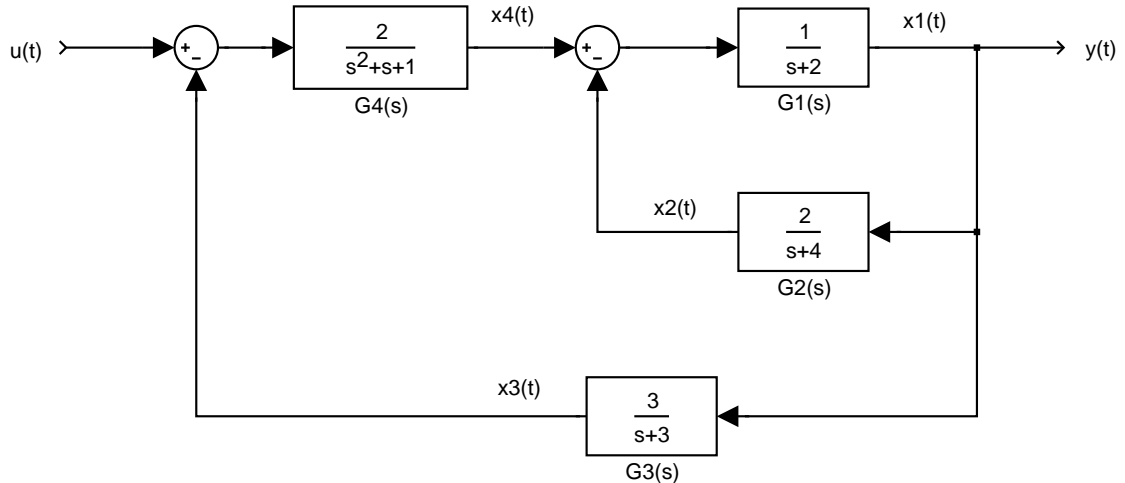 u(t)
+
−
2
s²+s+1
G4(s)
x4(t)
+
−
1
s+2
G1(s)
x1(t)
y(t)
x2(t)
2
s+4
G2(s)
x3(t)
3
s+3
G3(s)